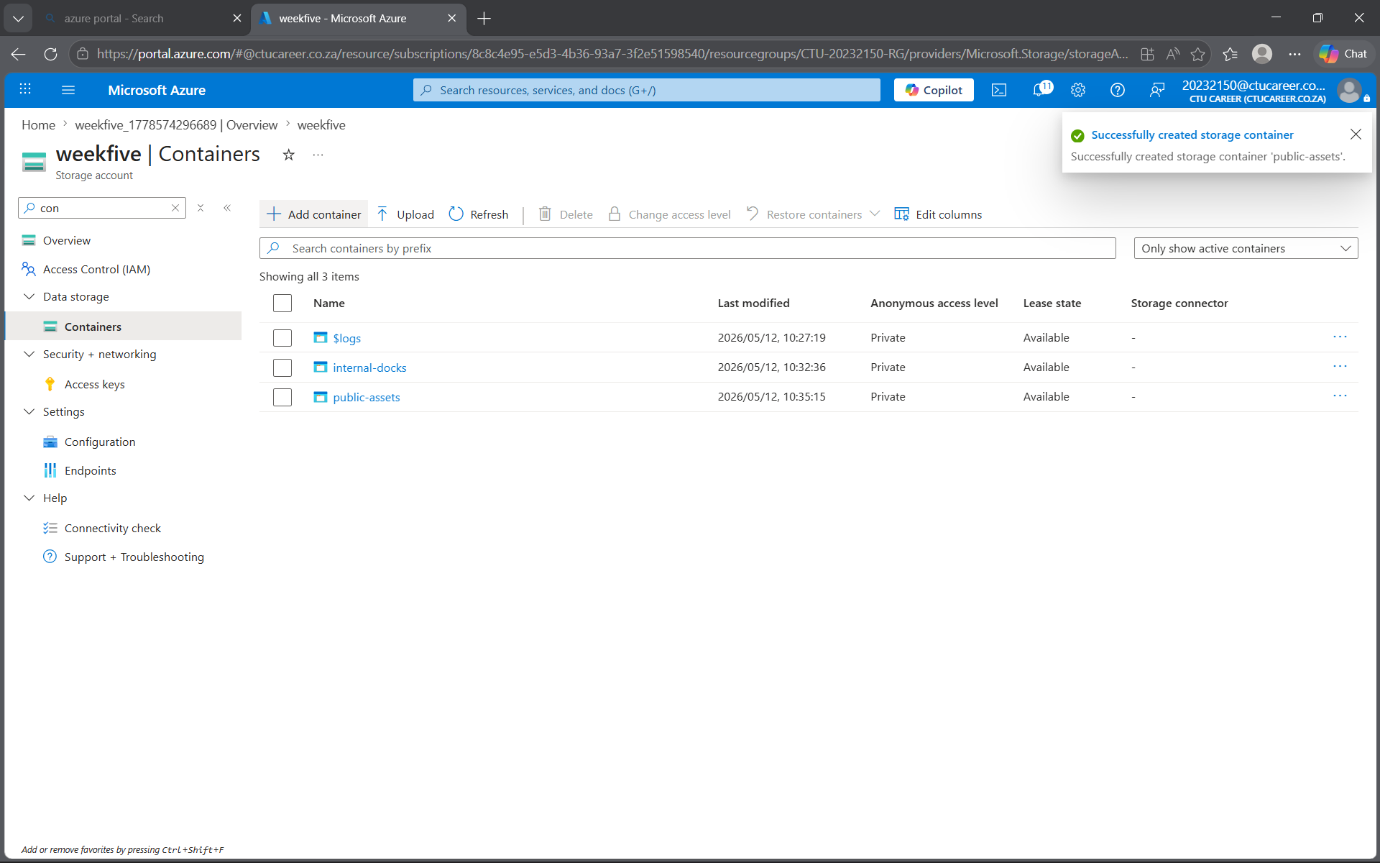 azure portal - Search
weekfive - Microsoft Azure
https://portal.azure.com/#@ctucareer.co.za/resource/subscriptions/8c8c4e95-e5d3-4b36-93a7-3f2e51598540/resourcegroups/CTU-20232150-RG/providers/Microsoft.Storage/storageA...
Chat
Microsoft Azure
Search resources, services, and docs (G+/)
Copilot
11
20232150@ctucareer.co....
CTU CAREER (CTUCAREER.CO.ZA)
Home > weekfive_1778574296689 | Overview > weekfive
weekfive | Containers
Storage account
Successfully created storage container
Successfully created storage container 'public-assets'.
con
Add container
Upload
Refresh
Delete
Change access level
Restore containers
Edit columns
Search containers by prefix
Only show active containers
Showing all 3 items
Name Last modified Anonymous access level Lease state Storage connector
$logs 2026/05/12, 10:27:19 Private Available -
internal-docks 2026/05/12, 10:32:36 Private Available -
public-assets 2026/05/12, 10:35:15 Private Available -
Overview
Access Control (IAM)
Data storage
Containers
Security + networking
Access keys
Settings
Configuration
Endpoints
Help
Connectivity check
Support + Troubleshooting
Add or remove favorites by pressing Ctrl+Shift+F